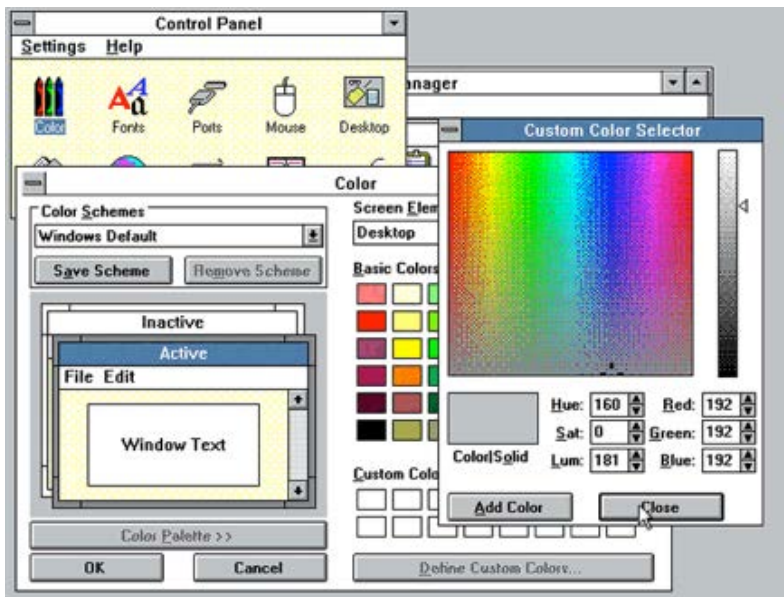 Control Panel
Settings Help
Color Fonts Ports Mouse Desktop
anager
Custom Color Selector
Color
Color Schemes
Windows Default
Save Scheme Remove Scheme
Screen Elem
Desktop
Basic Colors
Inactive
Active
File Edit
Window Text
Custom Colo
Color Palette >>
OK Cancel
Define Custom Colors...
Hue: 160 Red: 192
Sat: 0 Green: 192
Color|Solid Lum: 181 Blue: 192
Add Color Close